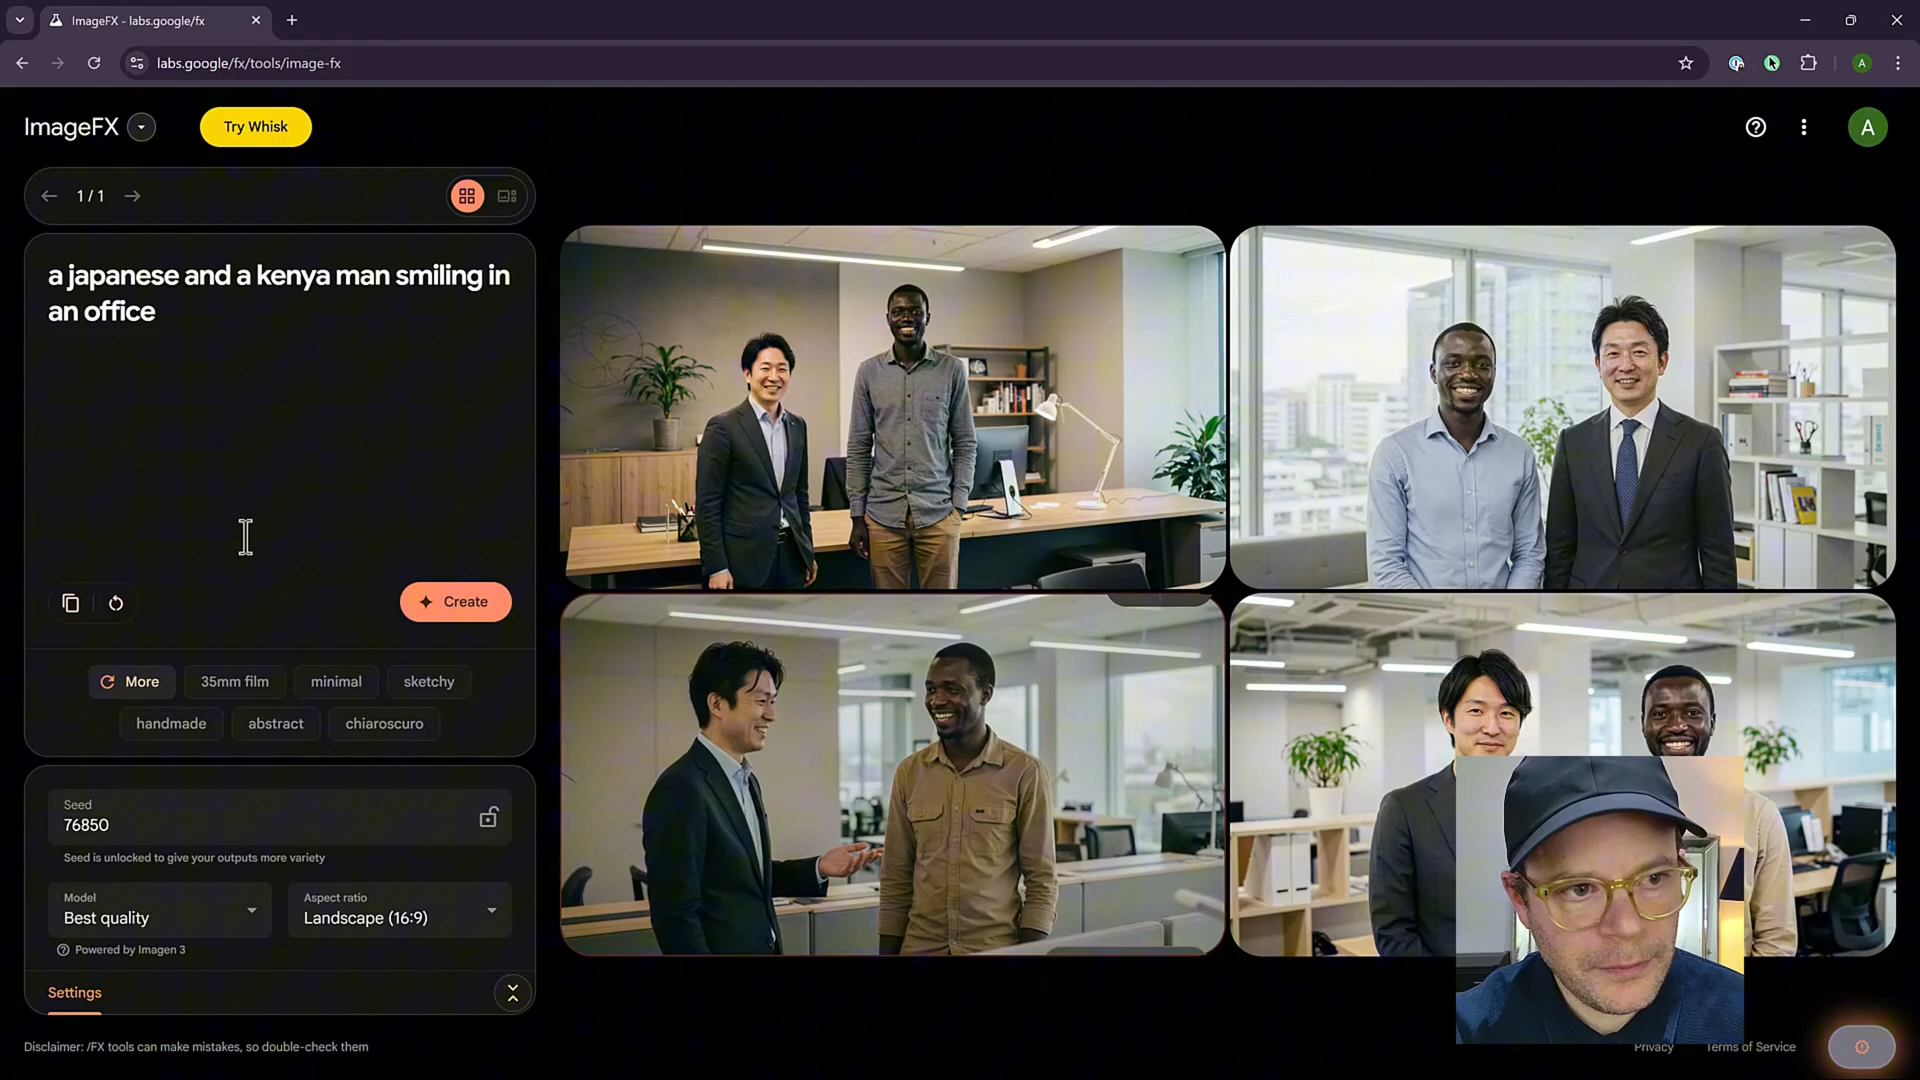 ImageFX - labs.google/fx
labs.google/fx/tools/image-fx
A
ImageFX
Try Whisk
A
1 / 1
a japanese and a kenya man smiling in
an office
Create
More
35mm film
minimal
sketchy
handmade
abstract
chiaroscuro
Seed
76850
Seed is unlocked to give your outputs more variety
Model
Best quality
Aspect ratio
Landscape (16:9)
Powered by Imagen 3
Settings
Disclaimer: /FX tools can make mistakes, so double-check them
Privacy
Terms of Service